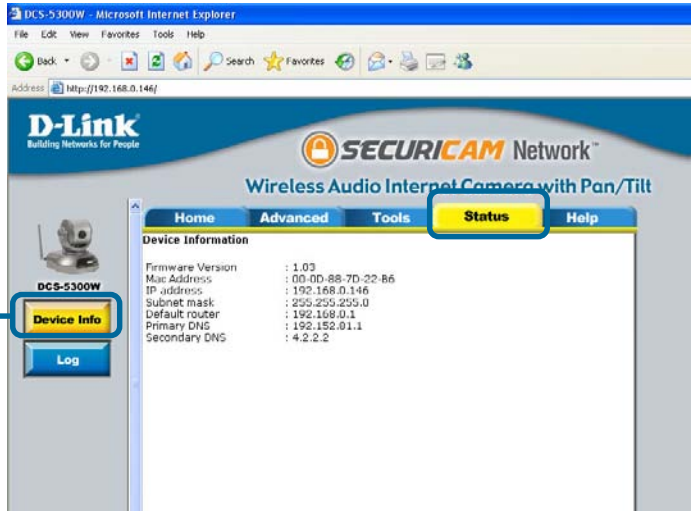 DCS-5300W - Microsoft Internet Explorer
File Edit View Favorites Tools Help
Back Search Favorites
Address http://192.168.0.146/
D-Link
Building Networks for People
SECURICAM Network™
Wireless Audio Internet Camera with Pan/Tilt
Home Advanced Tools Status Help
DCS-5300W
Device Info
Log
Device Information
Firmware Version : 1.03
Mac Address : 00-0D-88-7D-22-B6
IP address : 192.168.0.146
Subnet mask : 255.255.255.0
Default router : 192.168.0.1
Primary DNS : 192.152.01.1
Secondary DNS : 4.2.2.2